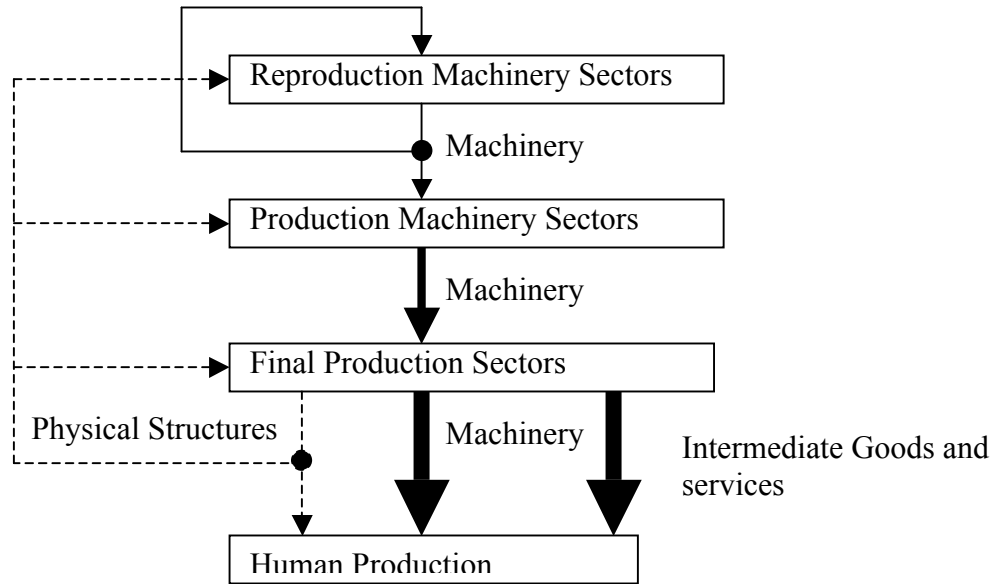 Reproduction Machinery Sectors
Machinery
Production Machinery Sectors
Machinery
Final Production Sectors
Physical Structures
Machinery
Intermediate Goods and
services
Human Production